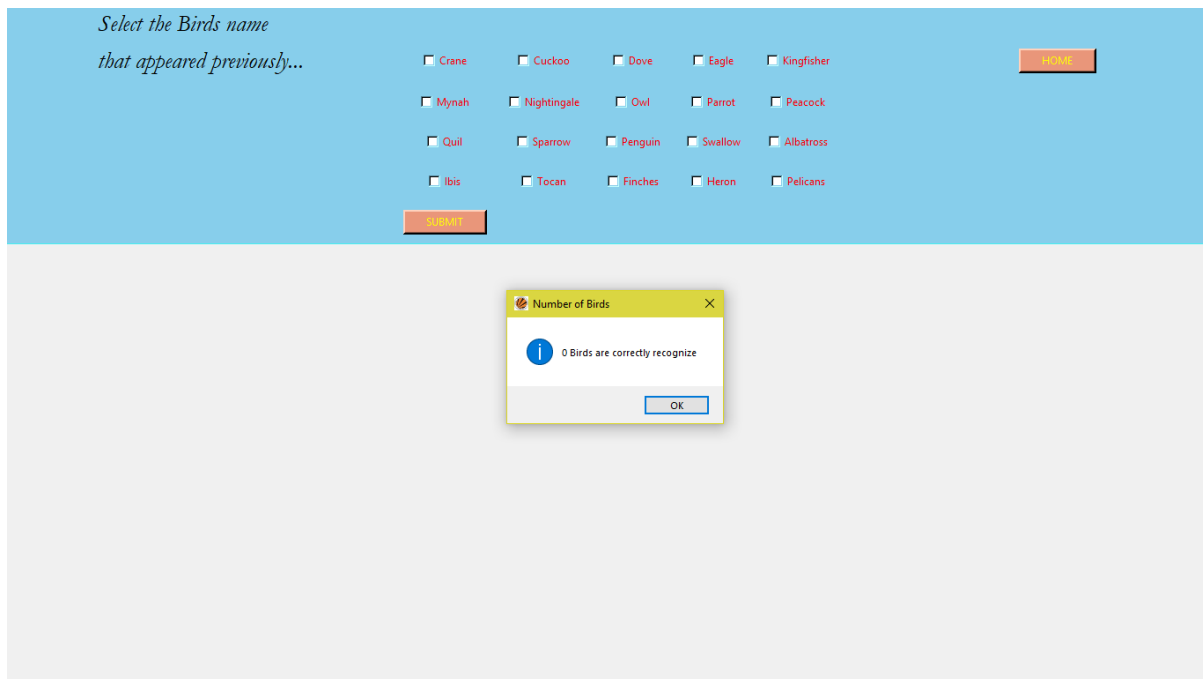 Select the Birds name
that appeared previously...
Crane Cuckoo Dove Eagle Kingfisher HOME
Mynah Nightingale Owl Parrot Peacock
Quil Sparrow Penguin Swallow Albatross
Ibis Tocan Finches Heron Pelicans
SUBMIT
Number of Birds
0 Birds are correctly recognize
OK